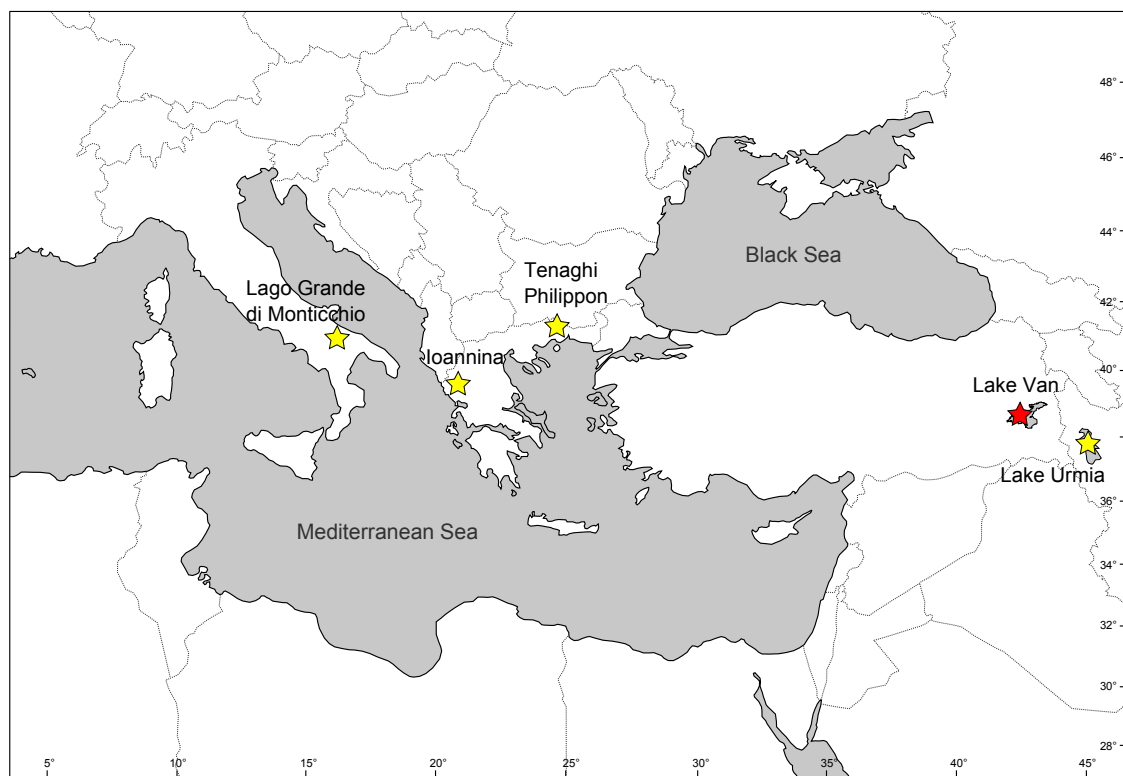 48°
46°
44°
Black Sea
Tenaghi
Philippon
Lago Grande
di Monticchio
42°
Ioannina
40°
Lake Van
Lake Urmia
36°
Mediterranean Sea
34°
32°
30°
28°
5°
10°
15°
20°
25°
30°
35°
40°
45°